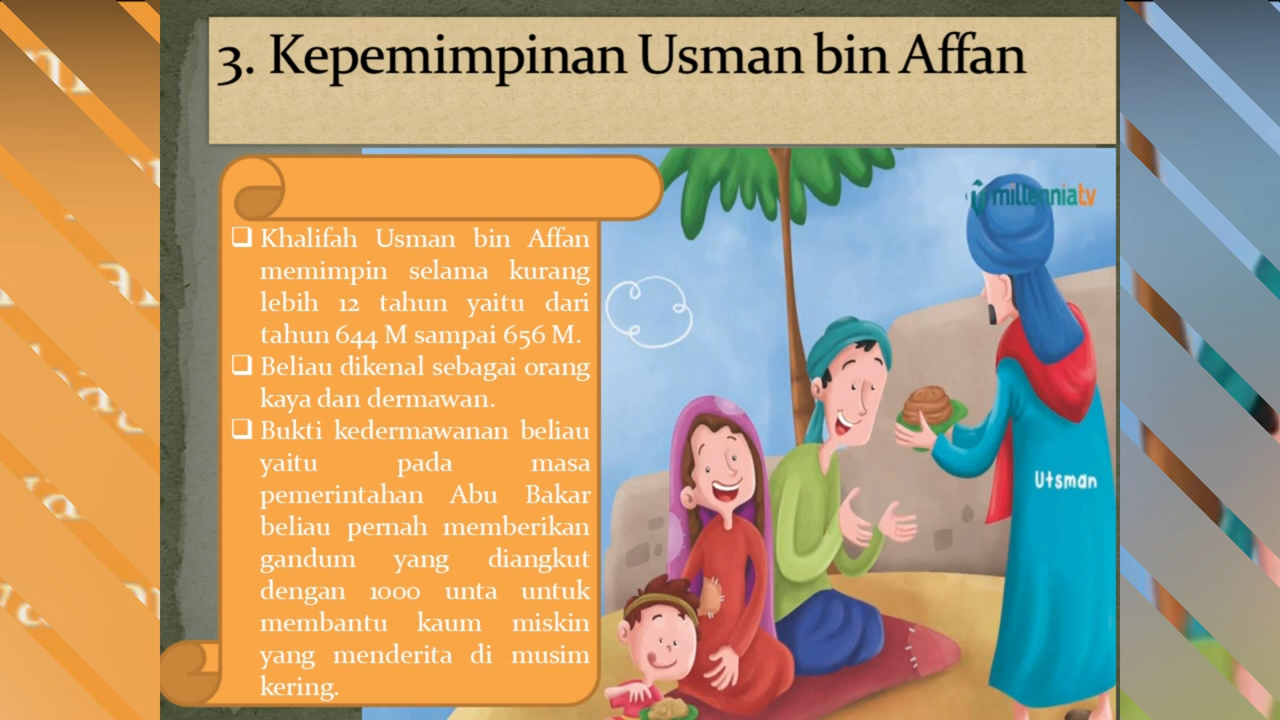 3. Kepemimpinan Usman bin Affan
millenniatv
Khalifah Usman bin Affan
memimpin selama kurang
lebih 12 tahun yaitu dari
tahun 644 M sampai 656 M.
Beliau dikenal sebagai orang
kaya dan dermawan.
Bukti kedermawanan beliau
yaitu pada masa
pemerintahan Abu Bakar
beliau pernah memberikan
gandum yang diangkut
dengan 1000 unta untuk
membantu kaum miskin
yang menderita di musim
kering.
Utsman